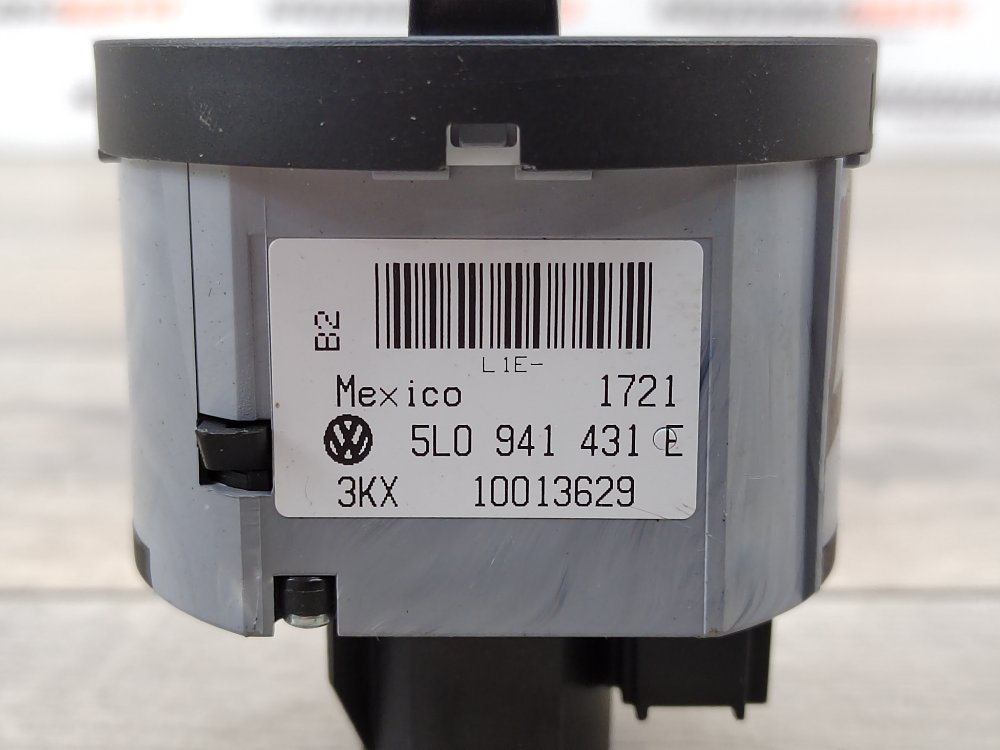 B2
L1E-
Mexico 1721
5L0 941 431 E
3KX 10013629